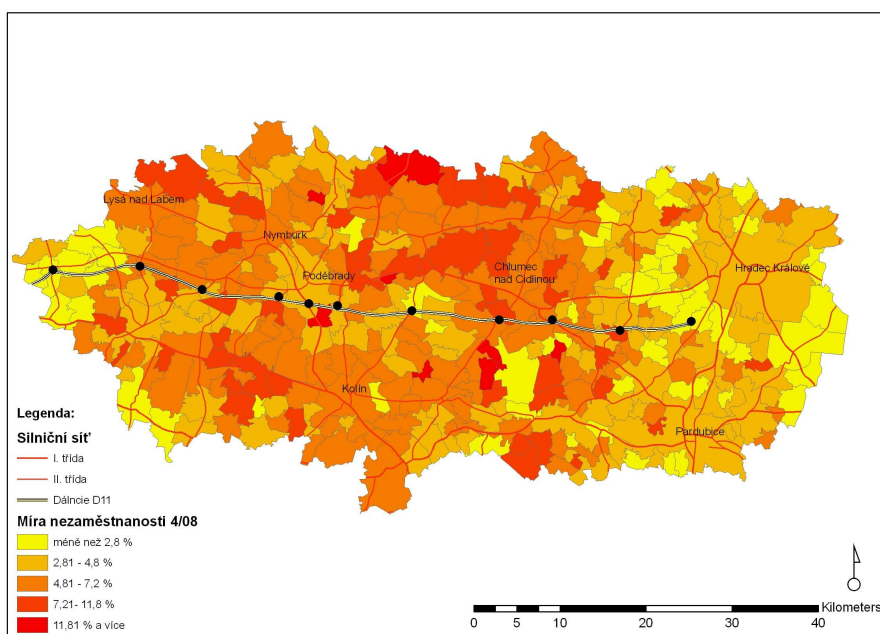 Lysá nad Labem
Nymburk
Poděbrady
Chlumec
nad Cidlinou
Hradec Králové
Kolín
Pardubice
Legenda:
Silniční síť
I. třída
II. třída
Dálncie D11
Míra nezaměstnanosti 4/08
méně než 2,8 %
2,81 - 4,8 %
4,81 - 7,2 %
7,21- 11,8 %
11,81 % a více
Kilometers
0 5 10 20 30 40